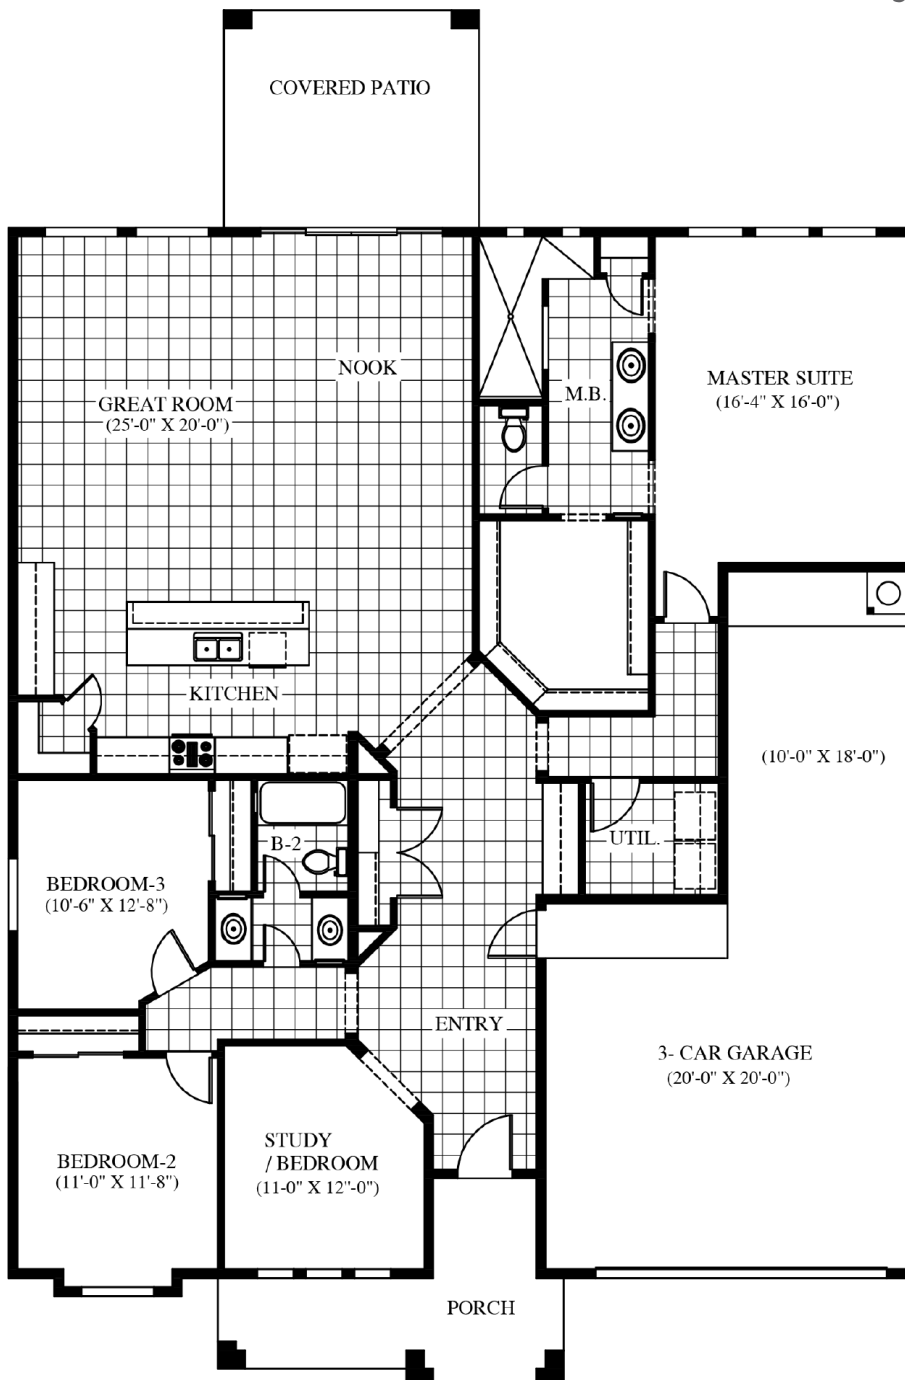 COVERED PATIO
NOOK
GREAT ROOM
(25'-0" X 20'-0")
M.B.
MASTER SUITE
(16'-4" X 16'-0")
KITCHEN
(10'-0" X 18'-0")
UTIL.
B-2
BEDROOM-3
(10'-6" X 12'-8")
ENTRY
3- CAR GARAGE
(20'-0" X 20'-0")
STUDY
/ BEDROOM
(11-0" X 12"-0")
BEDROOM-2
(11'-0" X 11'-8")
PORCH